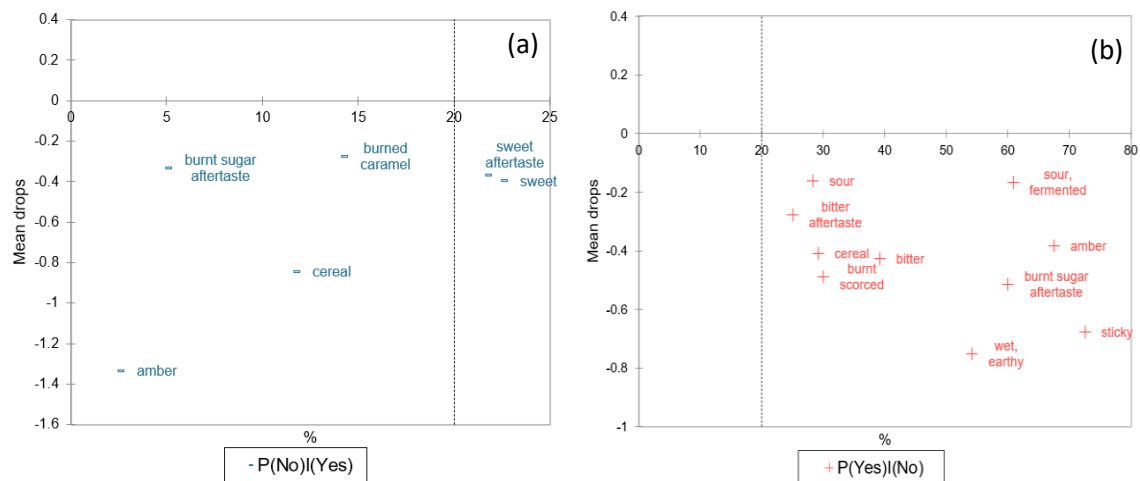 (a)
0.4
0.2
0
0 5 10 15 20 25
-0.2
-0.4
-0.6
-0.8
-1
-1.2
-1.4
-1.6
Mean drops
burnt sugar
aftertaste
burned
caramel
sweet
aftertaste
sweet
cereal
amber
%
P(No)I(Yes)
(b)
0.4
0.2
0
0 10 20 30 40 50 60 70 80
-0.2
-0.4
-0.6
-0.8
-1
Mean drops
sour
sour,
fermented
bitter
aftertaste
cereal
bitter
amber
burnt
scorced
burnt sugar
aftertaste
sticky
wet,
earthy
%
P(Yes)I(No)